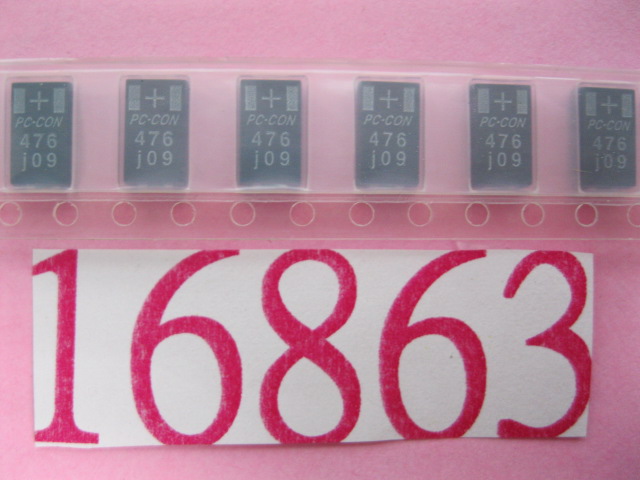 + + + + + +
PC-CON PC-CON PC-CON PC-CON PC-CON PC-CON
476 476 476 476 476 476
j09 j09 j09 j09 j09 j09
16863